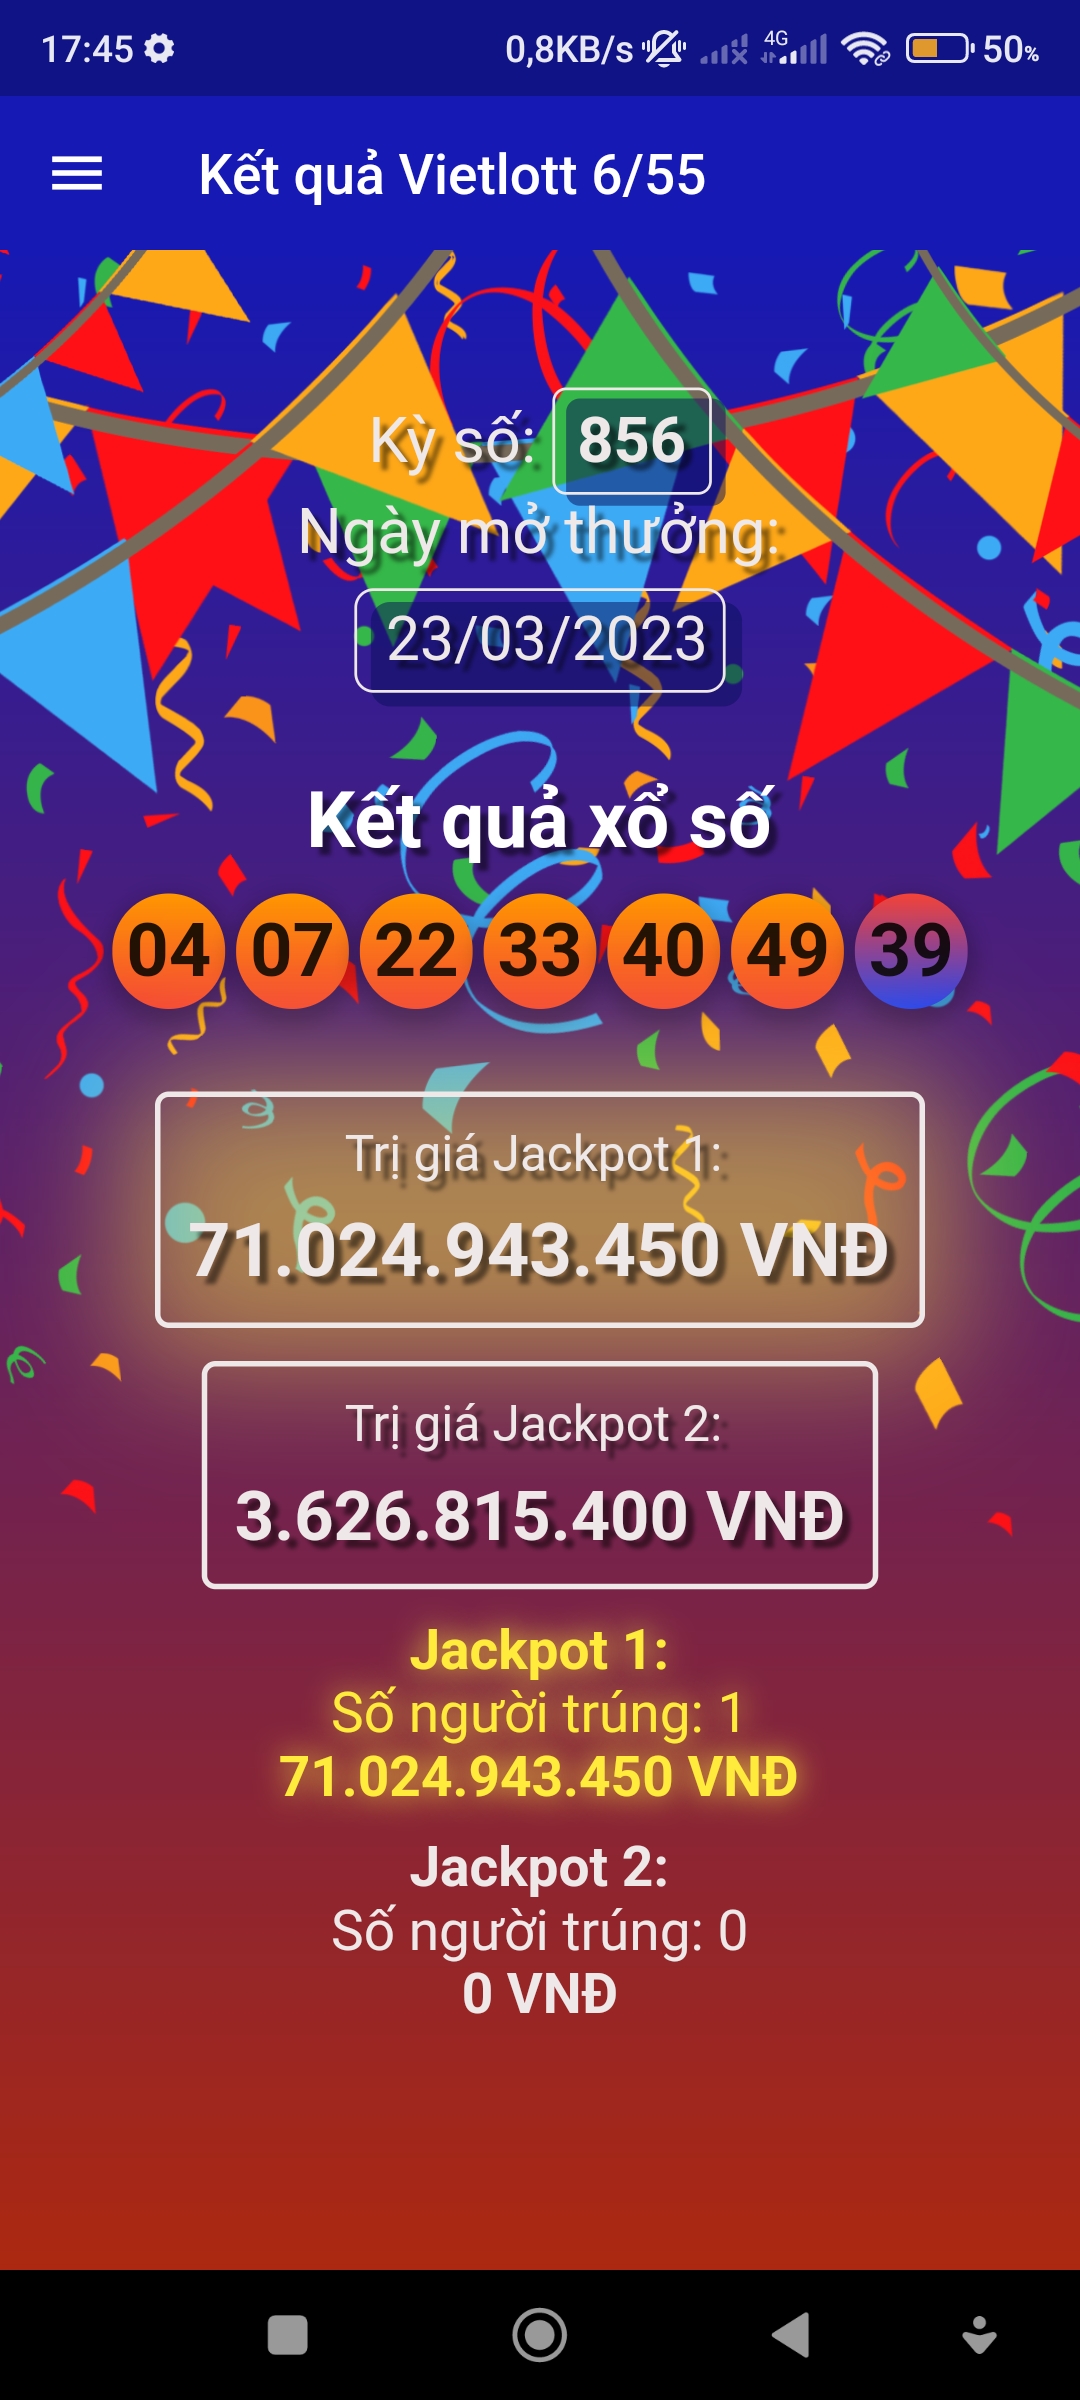 17:45 0,8KB/s 4G 50%
Kết quả Vietlott 6/55
Kỳ số: 856
Ngày mở thưởng:
23/03/2023
Kết quả xổ số
04 07 22 33 40 49 39
Trị giá Jackpot 1:
71.024.943.450 VNĐ
Trị giá Jackpot 2:
3.626.815.400 VNĐ
Jackpot 1:
Số người trúng: 1
71.024.943.450 VNĐ
Jackpot 2:
Số người trúng: 0
0 VNĐ